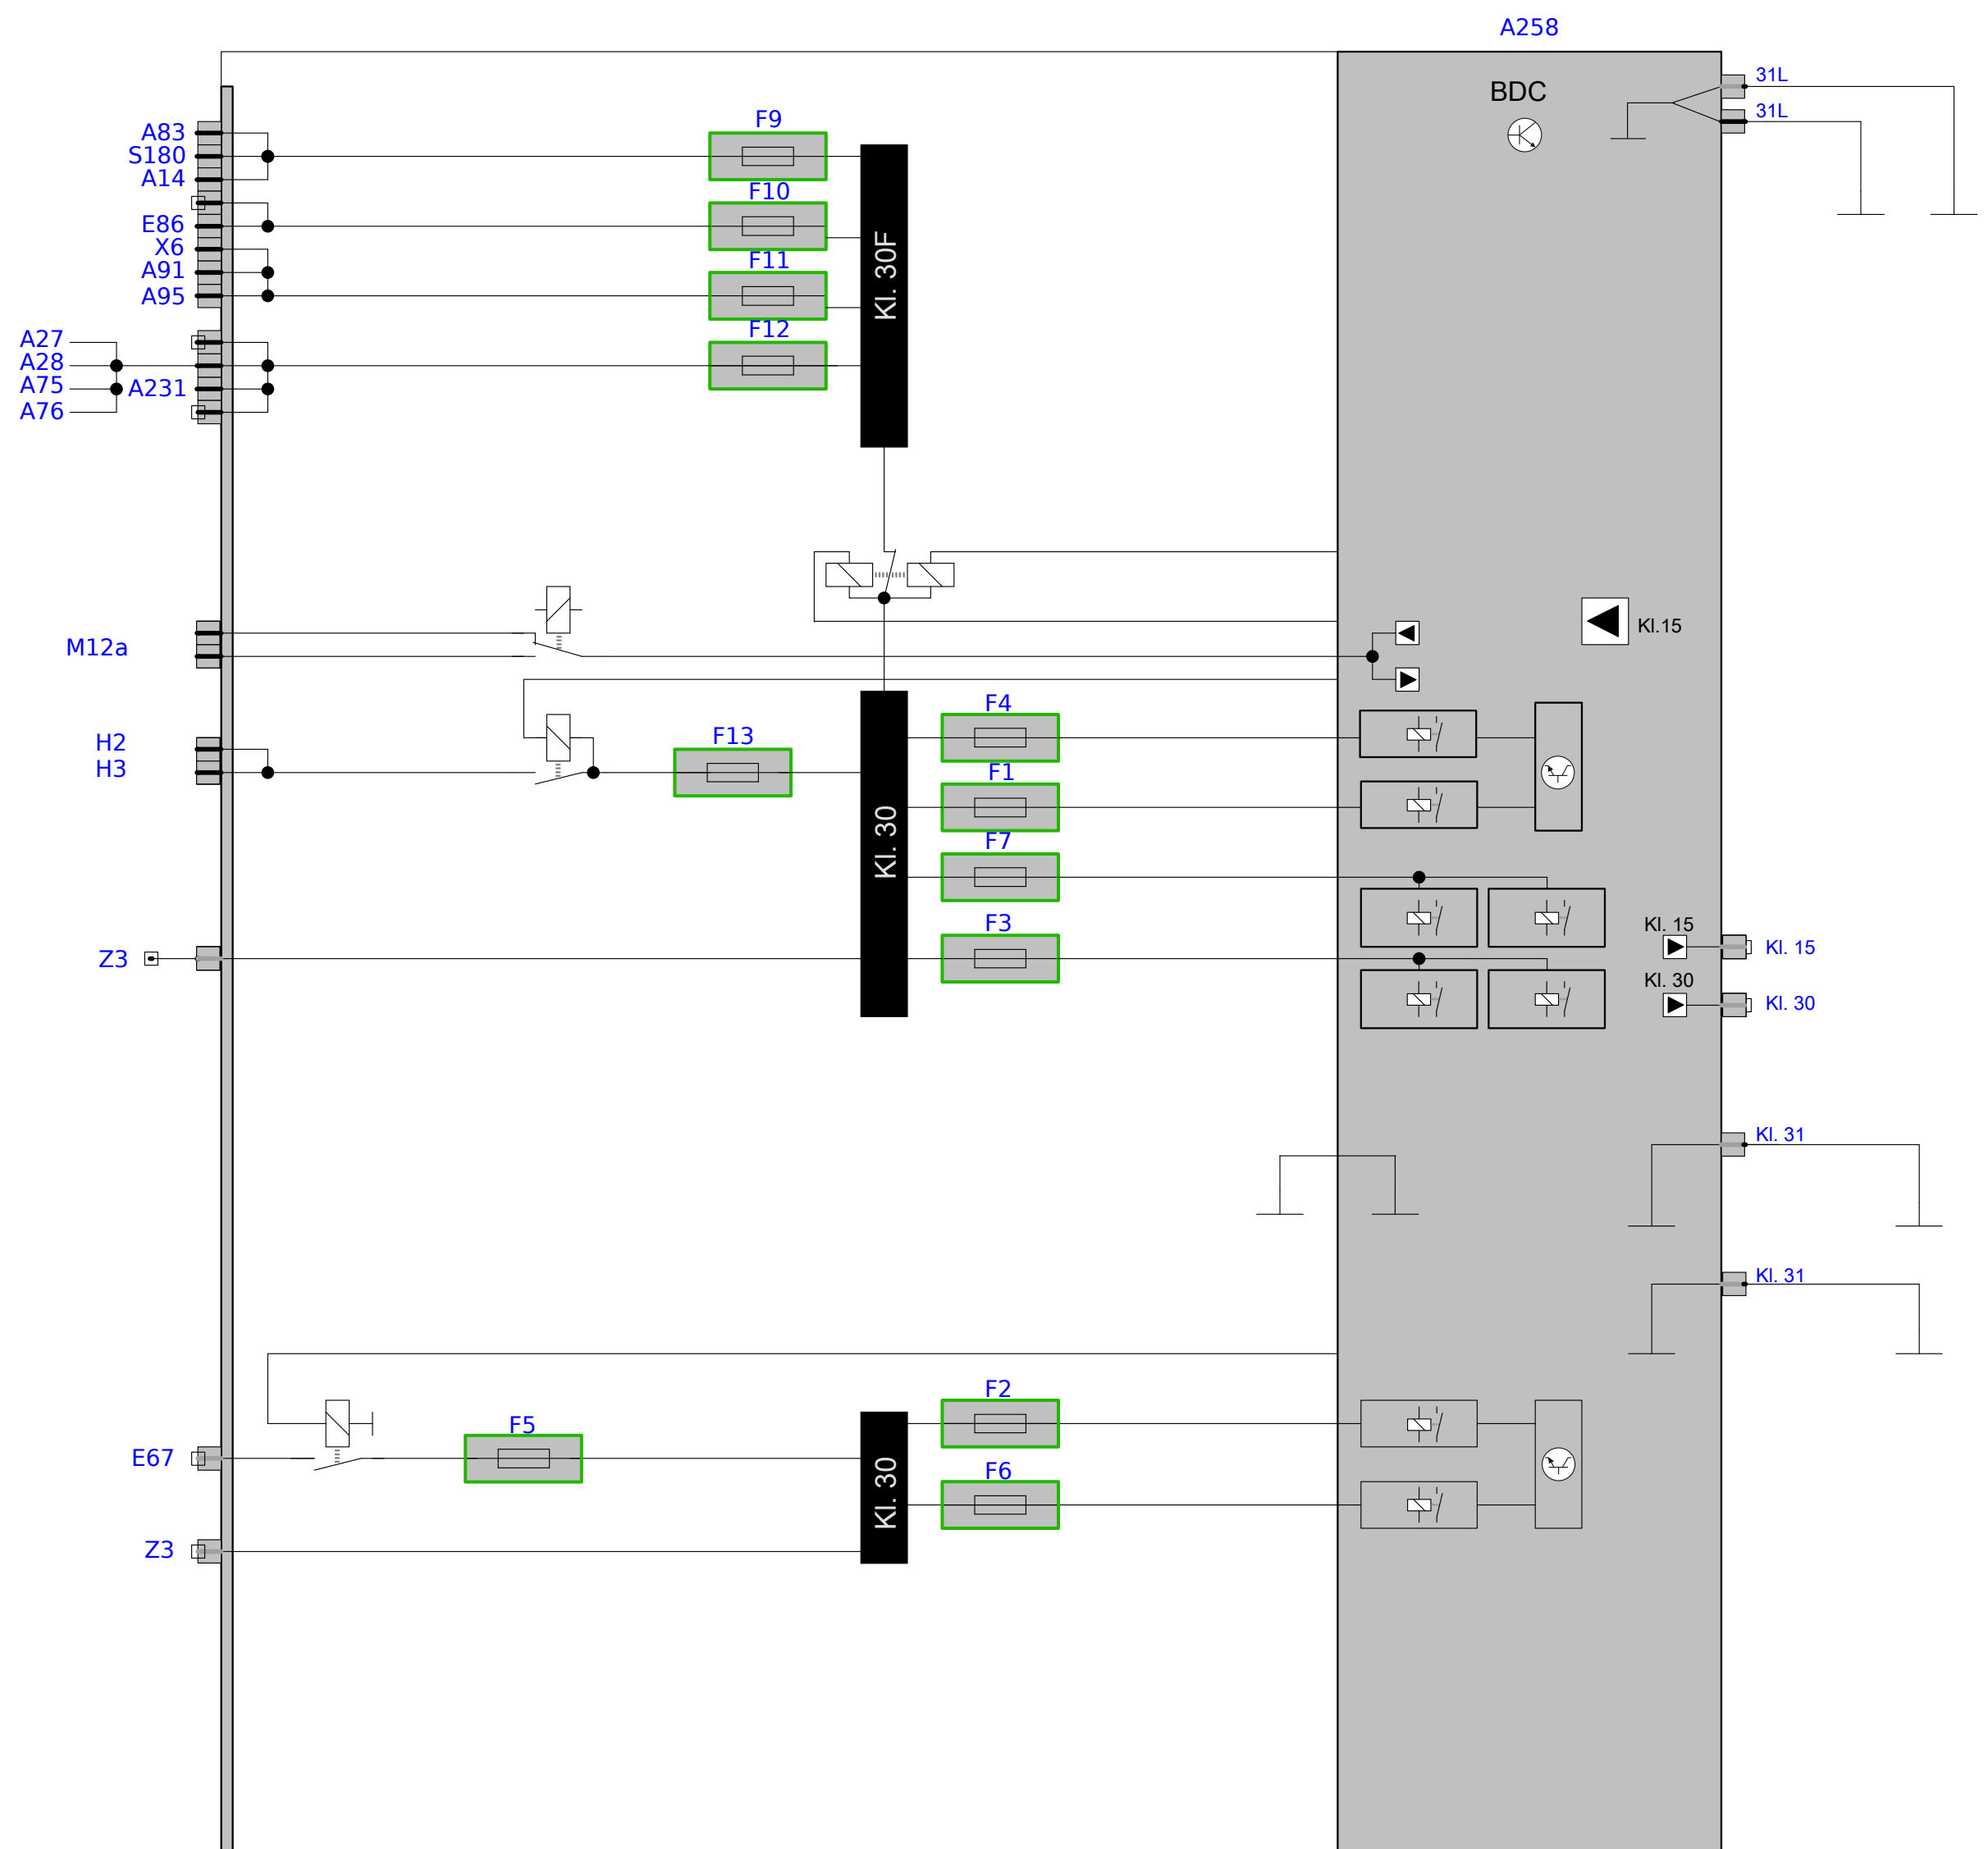 A258
BDC
31L
31L
A83
S180
A14
E86
X6
A91
A95
A27
A28
A75
A231
A76
F9
F10
F11
F12
Kl. 30F
M12a
Kl.15
H2
H3
F13
F4
F1
F7
F3
Kl. 30
Z3
Kl. 15
Kl. 15
Kl. 30
Kl. 30
Kl. 31
Kl. 31
F2
F5
F6
E67
Kl. 30
Z3